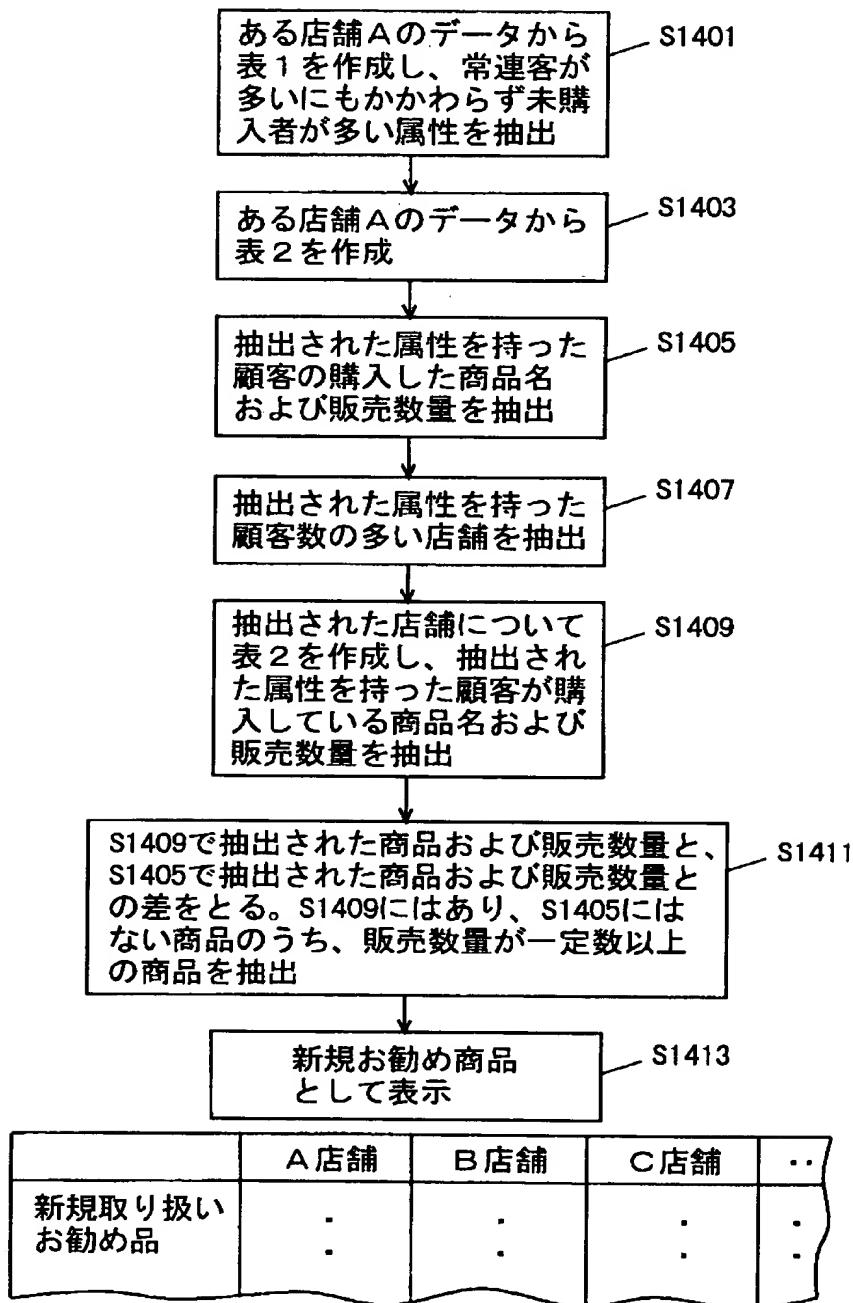 ある店舗Aのデータから
表1を作成し、常連客が
多いにもかかわらず未購
入者が多い属性を抽出
S1401
ある店舗Aのデータから
表2を作成
S1403
抽出された属性を持った
顧客の購入した商品名
および販売数量を抽出
S1405
抽出された属性を持った
顧客数の多い店舗を抽出
S1407
抽出された店舗について
表2を作成し、抽出され
た属性を持った顧客が購
入している商品名および
販売数量を抽出
S1409
S1409で抽出された商品および販売数量と、
S1405で抽出された商品および販売数量と
の差をとる。S1409にはあり、S1405には
ない商品のうち、販売数量が一定数以上
の商品を抽出
S1411
新規お勧め商品
として表示
S1413
A店舗 B店舗 C店舗 ‥
新規取り扱い
お勧め品